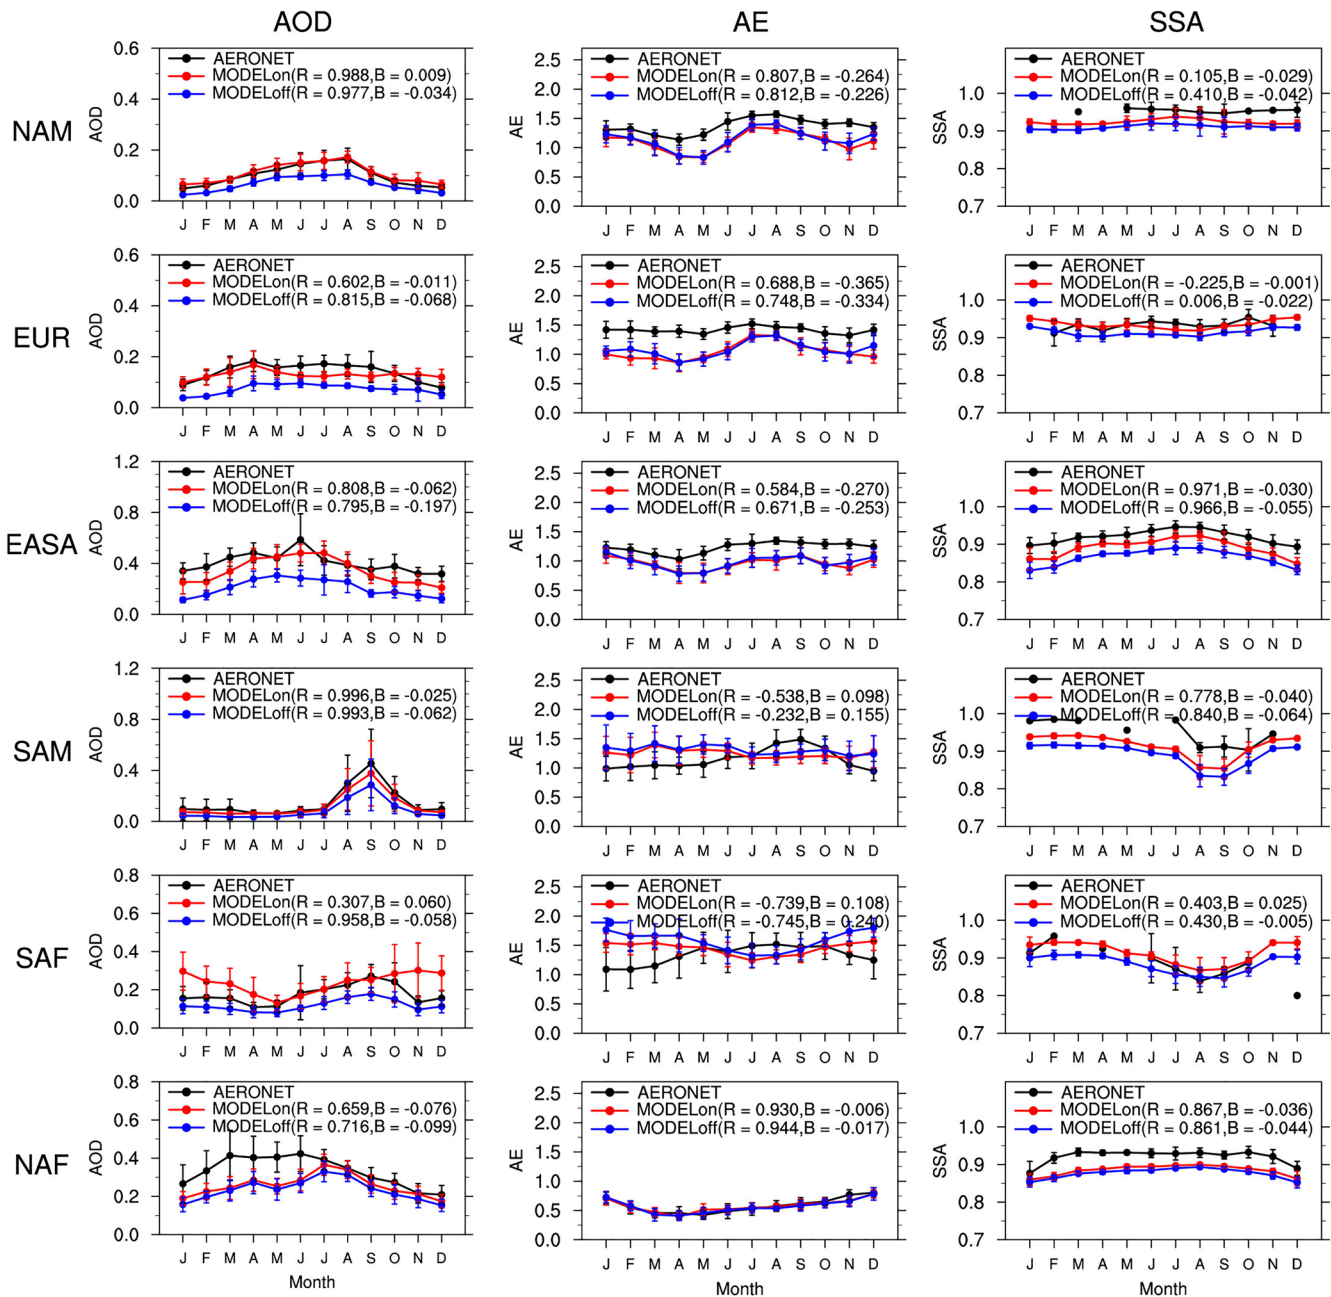 AOD AE SSA
NAM
AOD
0.6
0.4
0.2
0.0
AERONET
MODELon(R = 0.988,B = 0.009)
MODELoff(R = 0.977,B = -0.034)
J F M A M J J A S O N D
AE
2.5
2.0
1.5
1.0
0.5
0.0
AERONET
MODELon(R = 0.807,B = -0.264)
MODELoff(R = 0.812,B = -0.226)
J F M A M J J A S O N D
SSA
1.0
0.9
0.8
0.7
AERONET
MODELon(R = 0.105,B = -0.029)
MODELoff(R = 0.410,B = -0.042)
J F M A M J J A S O N D
EUR
AOD
0.6
0.4
0.2
0.0
AERONET
MODELon(R = 0.602,B = -0.011)
MODELoff(R = 0.815,B = -0.068)
J F M A M J J A S O N D
AE
2.5
2.0
1.5
1.0
0.5
0.0
AERONET
MODELon(R = 0.688,B = -0.365)
MODELoff(R = 0.748,B = -0.334)
J F M A M J J A S O N D
SSA
1.0
0.9
0.8
0.7
AERONET
MODELon(R = -0.225,B = -0.001)
MODELoff(R = 0.006,B = -0.022)
J F M A M J J A S O N D
EASA
AOD
1.2
0.8
0.4
0.0
AERONET
MODELon(R = 0.808,B = -0.062)
MODELoff(R = 0.795,B = -0.197)
J F M A M J J A S O N D
AE
2.5
2.0
1.5
1.0
0.5
0.0
AERONET
MODELon(R = 0.584,B = -0.270)
MODELoff(R = 0.671,B = -0.253)
J F M A M J J A S O N D
SSA
1.0
0.9
0.8
0.7
AERONET
MODELon(R = 0.971,B = -0.030)
MODELoff(R = 0.966,B = -0.055)
J F M A M J J A S O N D
SAM
AOD
1.2
0.8
0.4
0.0
AERONET
MODELon(R = 0.996,B = -0.025)
MODELoff(R = 0.993,B = -0.062)
J F M A M J J A S O N D
AE
2.5
2.0
1.5
1.0
0.5
0.0
AERONET
MODELon(R = -0.538,B = 0.098)
MODELoff(R = -0.232,B = 0.155)
J F M A M J J A S O N D
SSA
1.0
0.9
0.8
0.7
AERONET
MODELon(R = 0.778,B = -0.040)
MODELoff(R = 0.840,B = -0.064)
J F M A M J J A S O N D
SAF
AOD
0.8
0.6
0.4
0.2
0.0
AERONET
MODELon(R = 0.307,B = 0.060)
MODELoff(R = 0.958,B = -0.058)
J F M A M J J A S O N D
AE
2.5
2.0
1.5
1.0
0.5
0.0
AERONET
MODELon(R = -0.739,B = 0.108)
MODELoff(R = -0.745,B = 0.240)
J F M A M J J A S O N D
SSA
1.0
0.9
0.8
0.7
AERONET
MODELon(R = 0.403,B = 0.025)
MODELoff(R = 0.430,B = -0.005)
J F M A M J J A S O N D
NAF
AOD
0.8
0.6
0.4
0.2
0.0
AERONET
MODELon(R = 0.659,B = -0.076)
MODELoff(R = 0.716,B = -0.099)
J F M A M J J A S O N D
Month
AE
2.5
2.0
1.5
1.0
0.5
0.0
AERONET
MODELon(R = 0.930,B = -0.006)
MODELoff(R = 0.944,B = -0.017)
J F M A M J J A S O N D
Month
SSA
1.0
0.9
0.8
0.7
AERONET
MODELon(R = 0.867,B = -0.036)
MODELoff(R = 0.861,B = -0.044)
J F M A M J J A S O N D
Month